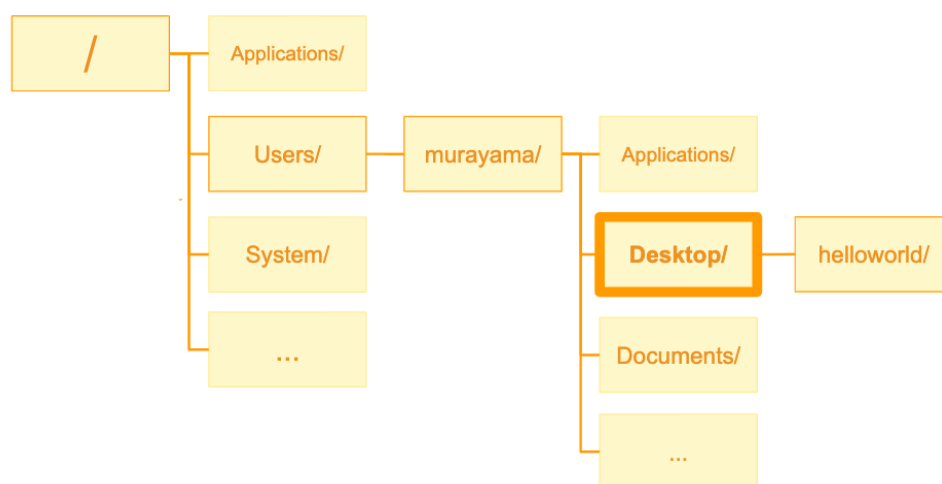 /
Applications/
Users/
murayama/
Applications/
System/
Desktop/
helloworld/
...
Documents/
...